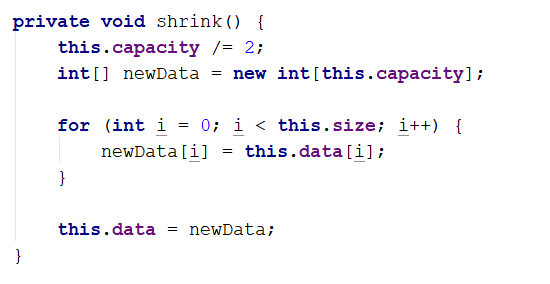 private void shrink() {
    this.capacity /= 2;
    int[] newData = new int[this.capacity];

    for (int i = 0; i < this.size; i++) {
        newData[i] = this.data[i];
    }

    this.data = newData;
}